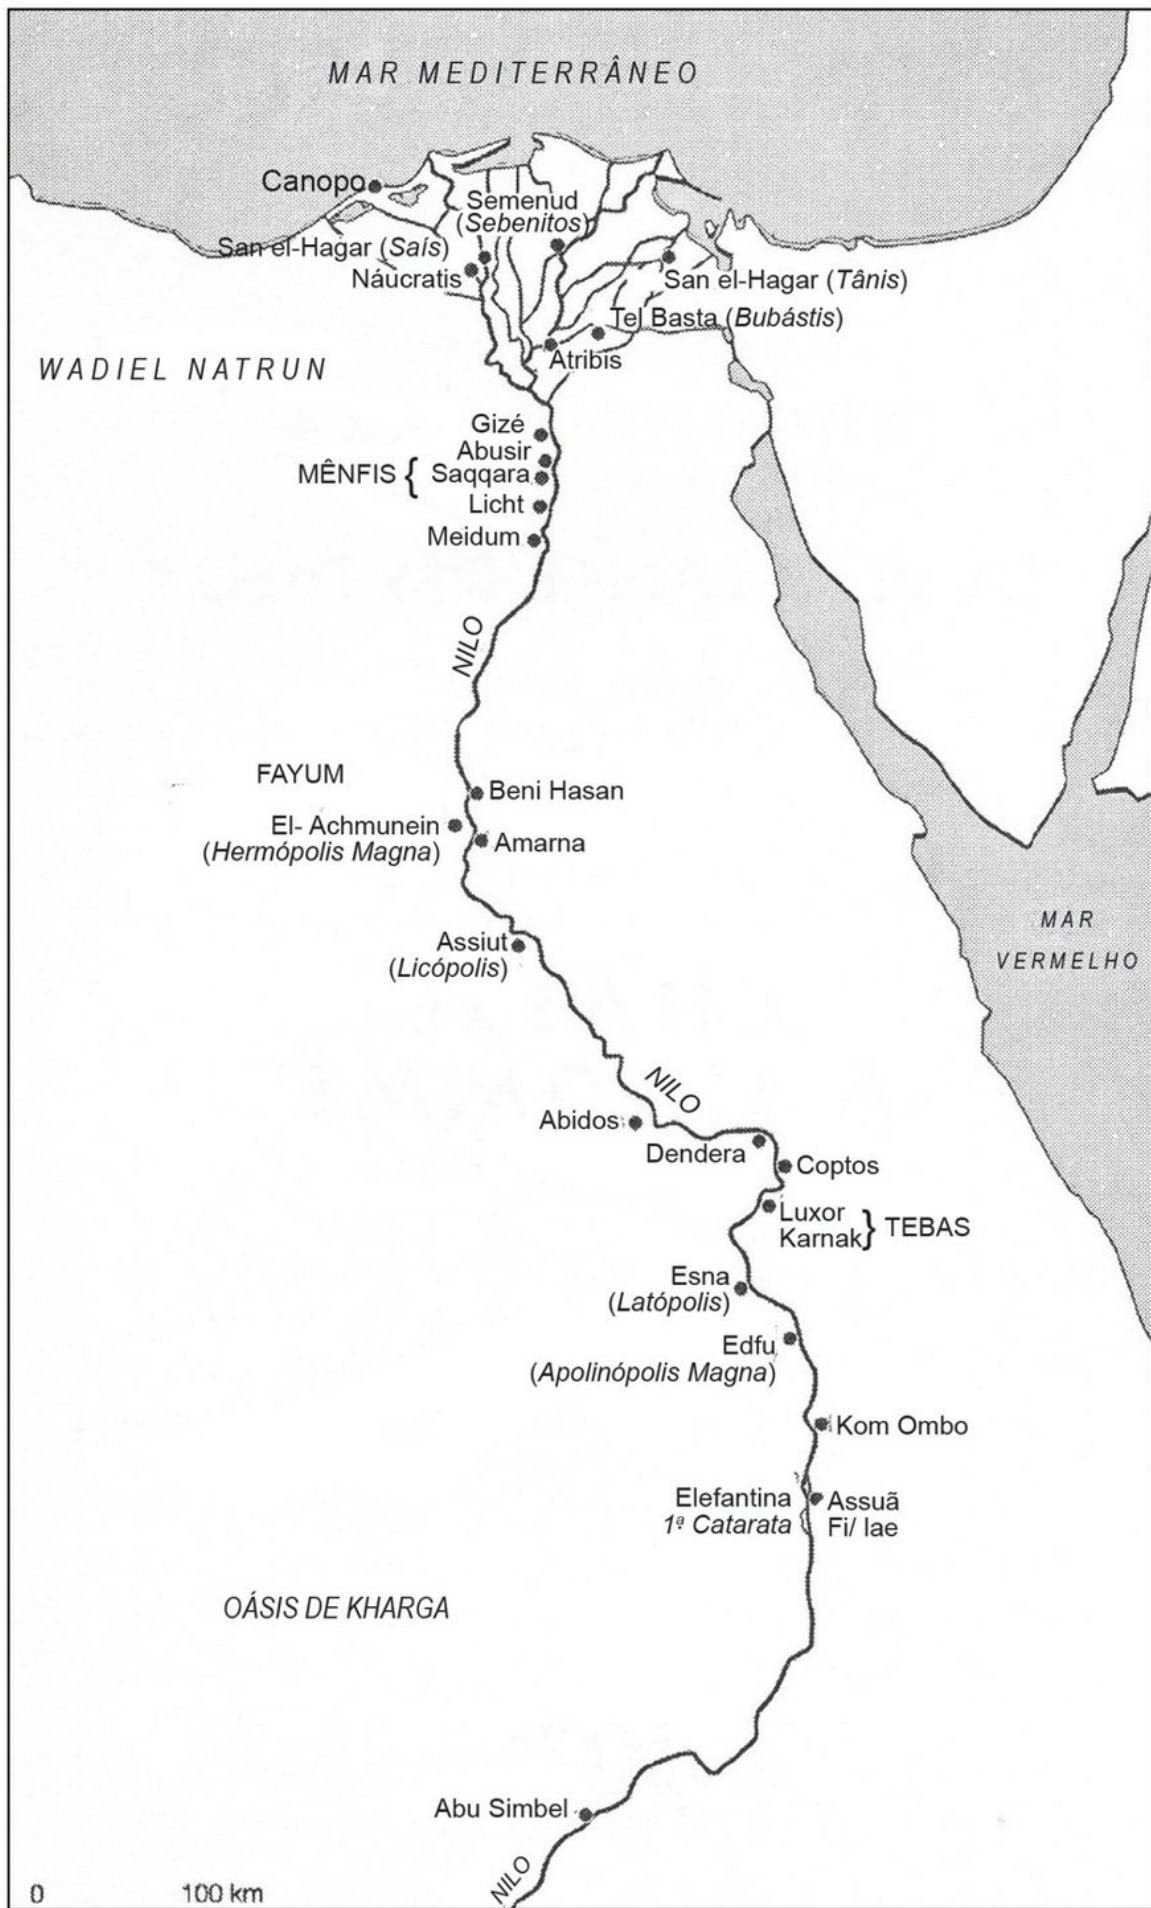 MAR MEDITERRÂNEO
Canopo
Semenud
(Sebenitos)
San el-Hagar (Saís)
Náucratis
San el-Hagar (Tânis)
Tel Basta (Bubástis)
Atribis
WADIEL NATRUN
Gizé
Abusir
MÊNFIS { Saqqara
Licht
Meidum
NILO
FAYUM
Beni Hasan
El- Achmunein
(Hermópolis Magna)
Amarna
MAR
VERMELHO
Assiut
(Licópolis)
NILO
Abidos
Dendera
Coptos
Luxor
Karnak } TEBAS
Esna
(Latópolis)
Edfu
(Apolinópolis Magna)
Kom Ombo
Elefantina
1ª Catarata
Assuã
Fi/ lae
OÁSIS DE KHARGA
Abu Simbel
NILO
0 100 km